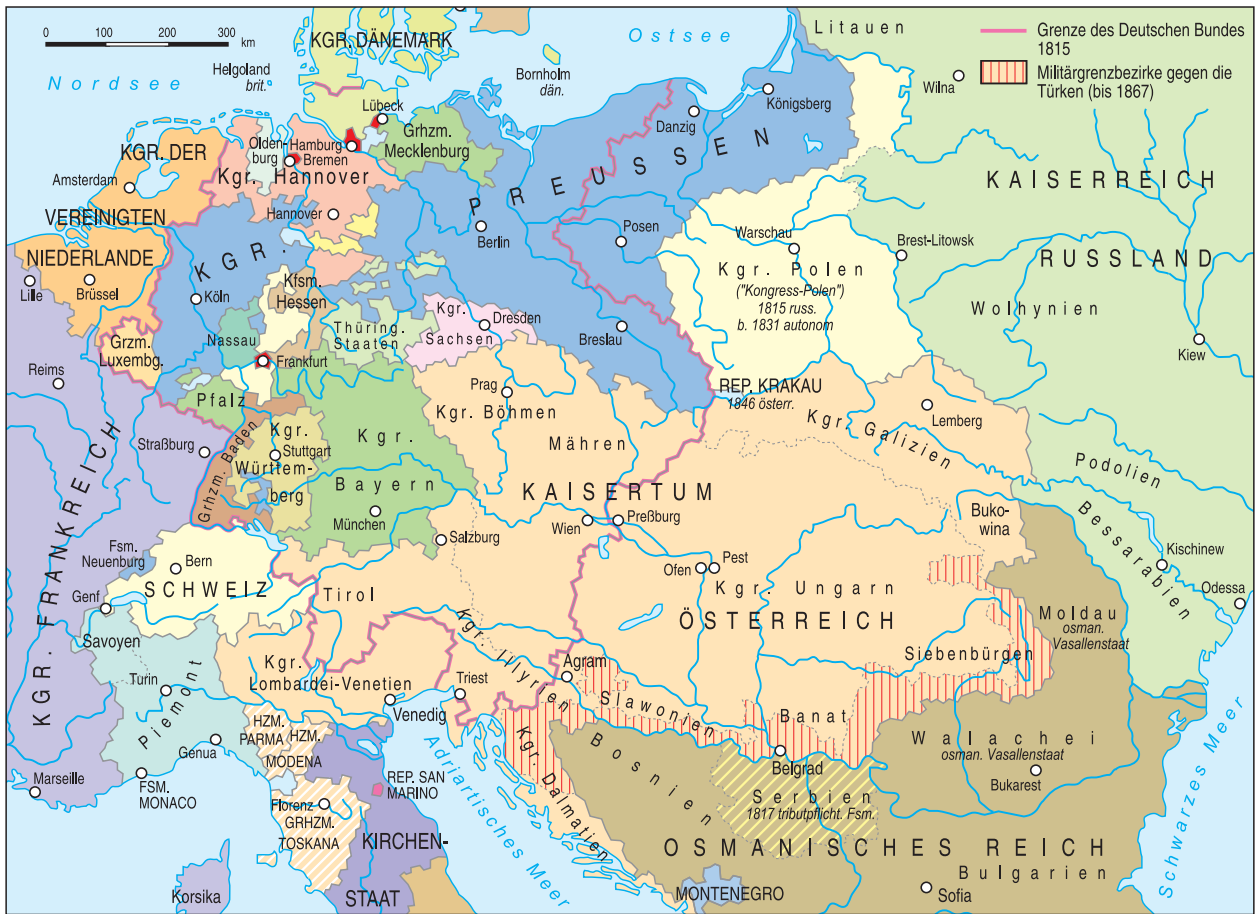 0 100 200 300
km
Nordsee
Helgoland
brit.
KGR. DÄNEMARK
Ostsee
Bornholm
dän.
Litauen
Grenze des Deutschen Bundes
1815
Militärgrenzbezirke gegen die
Türken (bis 1867)
Wilna
Königsberg
Danzig
Lübeck
Hamburg
Bremen
Olden-
burg
Grhzm.
Mecklenburg
Kgr. Hannover
Hannover
KGR. DER
VEREINIGTEN
NIEDERLANDE
Amsterdam
Brüssel
Lille
KGR.
PREUSSEN
Berlin
Posen
Warschau
Brest-Litowsk
KAISERREICH
RUSSLAND
Wolhynien
Kiew
Kgr. Polen
("Kongress-Polen")
1815 russ.
b. 1831 autonom
Köln
Kfsm.
Hessen
Nassau
Frankfurt
Thüring.
Staaten
Kgr.
Sachsen
Dresden
Breslau
Grzm.
Luxembg.
Reims
Pfalz
Prag
Kgr. Böhmen
Mähren
REP. KRAKAU
1846 österr.
Kgr. Galizien
Lemberg
Podolien
Straßburg
Grhzm. Baden
Kgr.
Württem-
berg
Stuttgart
Kgr.
Bayern
München
KGR. FRANKREICH
KAISERTUM
ÖSTERREICH
Wien
Preßburg
Salzburg
Buko-
wina
Bessarabien
Kischinew
Odessa
Fsm.
Neuenburg
Bern
SCHWEIZ
Genf
Tirol
Ofen
Pest
Kgr. Ungarn
Moldau
osman.
Vasallenstaat
Siebenbürgen
Savoyen
Kgr.
Lombardei-Venetien
Kgr. Illyrien
Agram
Triest
Venedig
Slawonien
Banat
Turin
Piemont
Genua
HZM.
PARMA
HZM.
MODENA
Adriatisches Meer
Kgr. Dalmatien
Bosnien
Belgrad
Serbien
1817 tributpflicht. Fsm.
Walachei
osman. Vasallenstaat
Bukarest
Schwarzes Meer
Marseille
FSM.
MONACO
REP. SAN
MARINO
Florenz
GRHZM.
TOSKANA
KIRCHEN-
STAAT
Korsika
OSMANISCHES REICH
MONTENEGRO
Bulgarien
Sofia